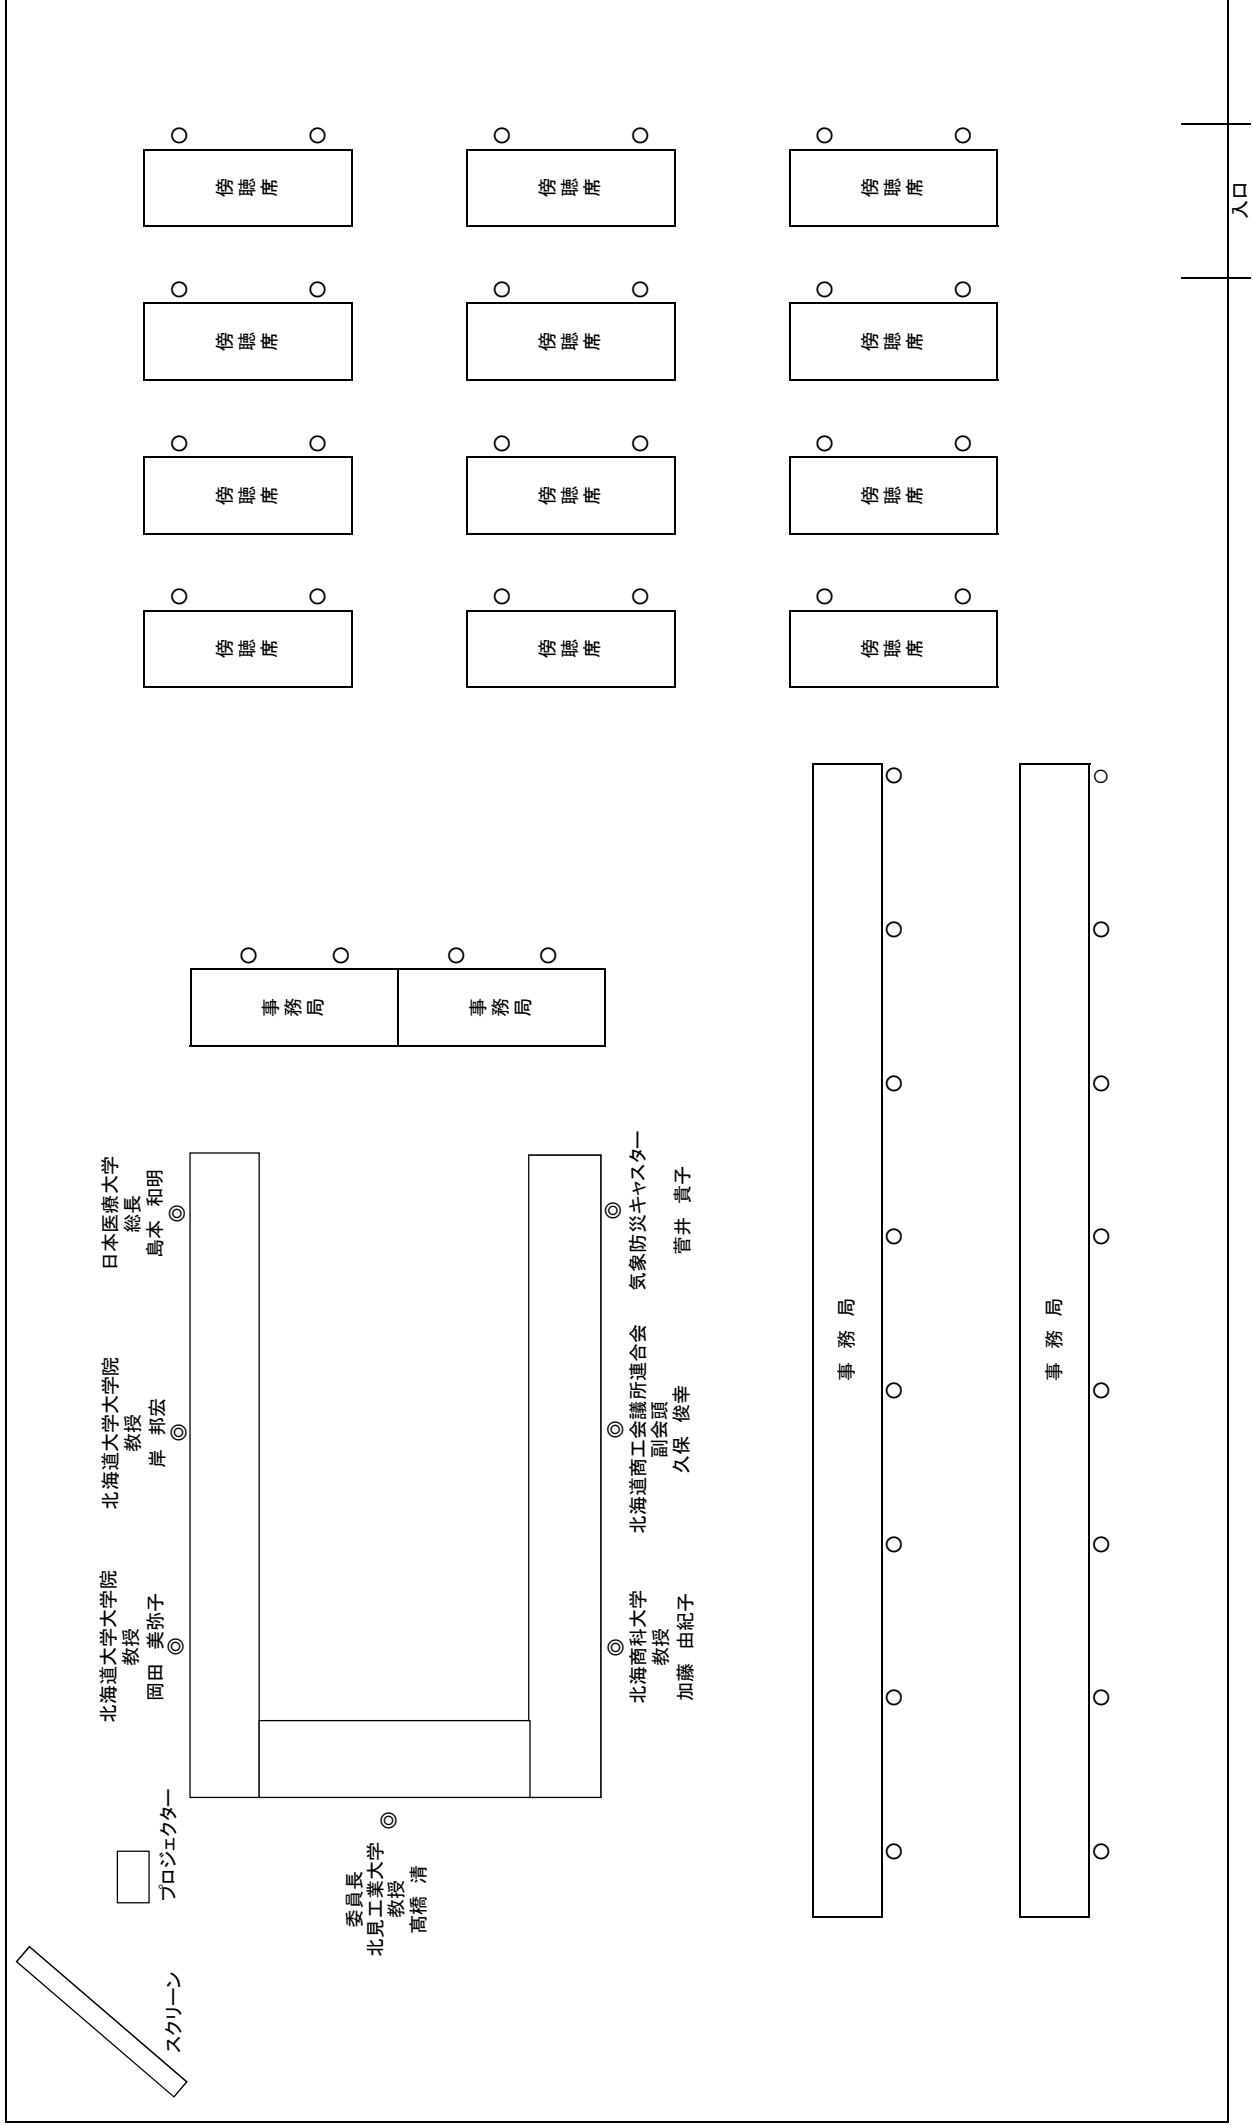 スクリーン
プロジェクター
委員長
北見工業大学
教授
髙橋 清
北海道大学大学院
教授
岡田 美弥子
北海道大学大学院
教授
岸 邦宏
日本医療大学
総長
島本 和明
北海商科大学
教授
加藤 由紀子
北海道商工会議所連合会
副会頭
久保 俊幸
気象防災キャスター
菅井 貴子
事務局
事務局
事務局
事務局
傍聴席
傍聴席
傍聴席
傍聴席
傍聴席
傍聴席
傍聴席
傍聴席
傍聴席
傍聴席
傍聴席
傍聴席
入口